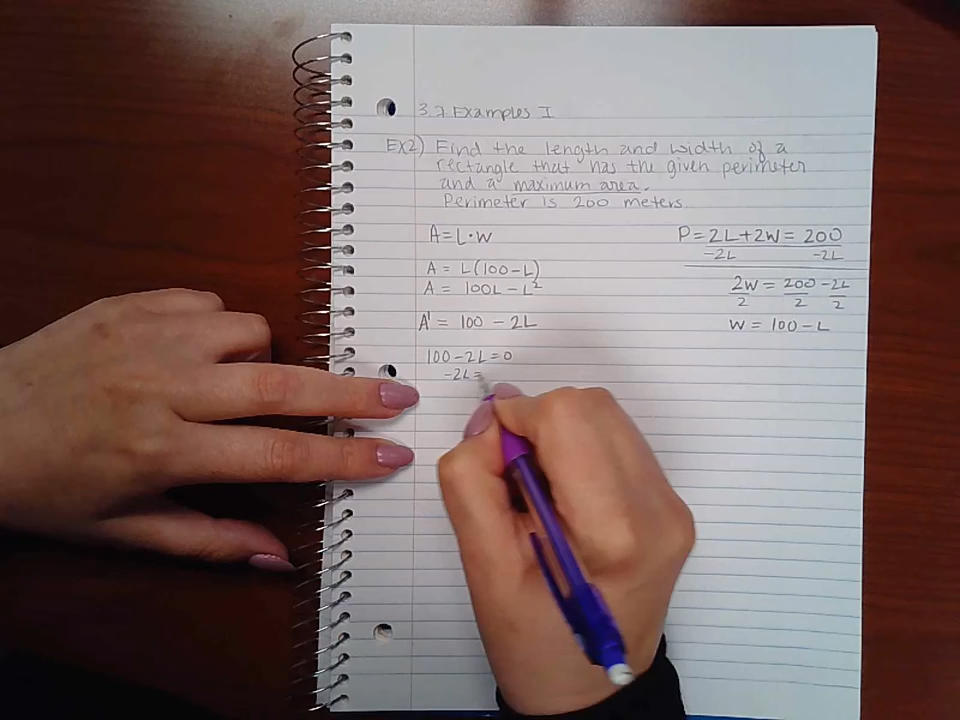 3.7 Examples I
Ex2) Find the length and width of a
rectangle that has the given perimeter
and a maximum area.
Perimeter is 200 meters.
A = L·W
A = L(100-L)
A = 100L - L²
A' = 100 - 2L
100-2L = 0
-2L =
P = 2L+2W = 200
-2L -2L
2W = 200 - 2L
2 2 2
W = 100 - L